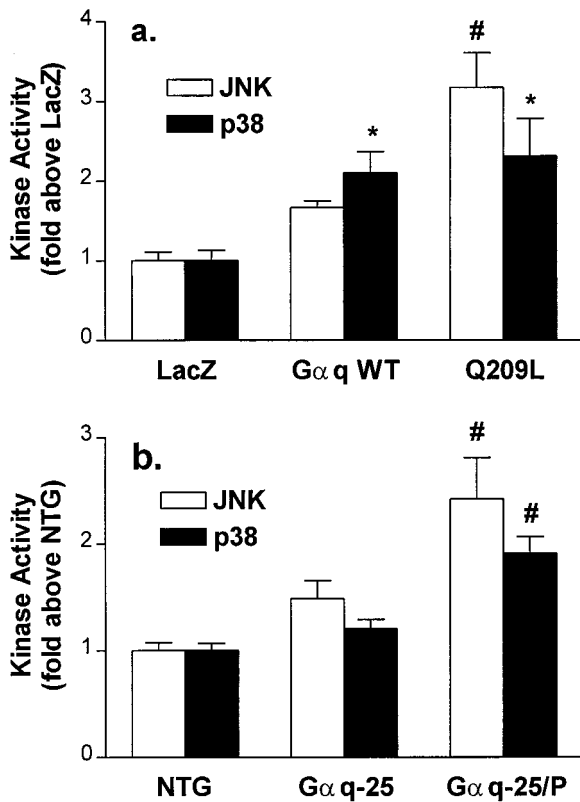 a.
Kinase Activity
(fold above LacZ)
4
3
2
1
0
JNK
p38
*
#
*
LacZ
Gα q WT
Q209L
b.
Kinase Activity
(fold above NTG)
3
2
1
0
JNK
p38
#
#
NTG
Gα q-25
Gα q-25/P